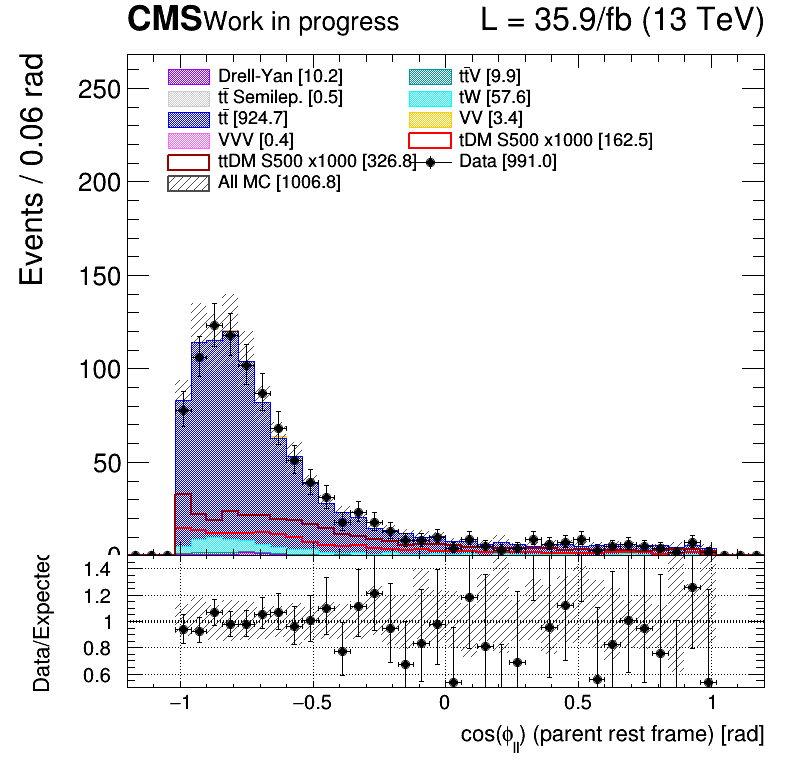 CMS Work in progress L = 35.9/fb (13 TeV)
Events / 0.06 rad
250
200
150
100
50
0
Drell-Yan [10.2]
tt̄ Semilep. [0.5]
tt̄ [924.7]
VVV [0.4]
ttDM S500 x1000 [326.8]
All MC [1006.8]
tt̄V [9.9]
tW [57.6]
VV [3.4]
tDM S500 x1000 [162.5]
Data [991.0]
Data/Expected
1.4
1.2
1
0.8
0.6
−1 −0.5 0 0.5 1
cos(ϕll) (parent rest frame) [rad]